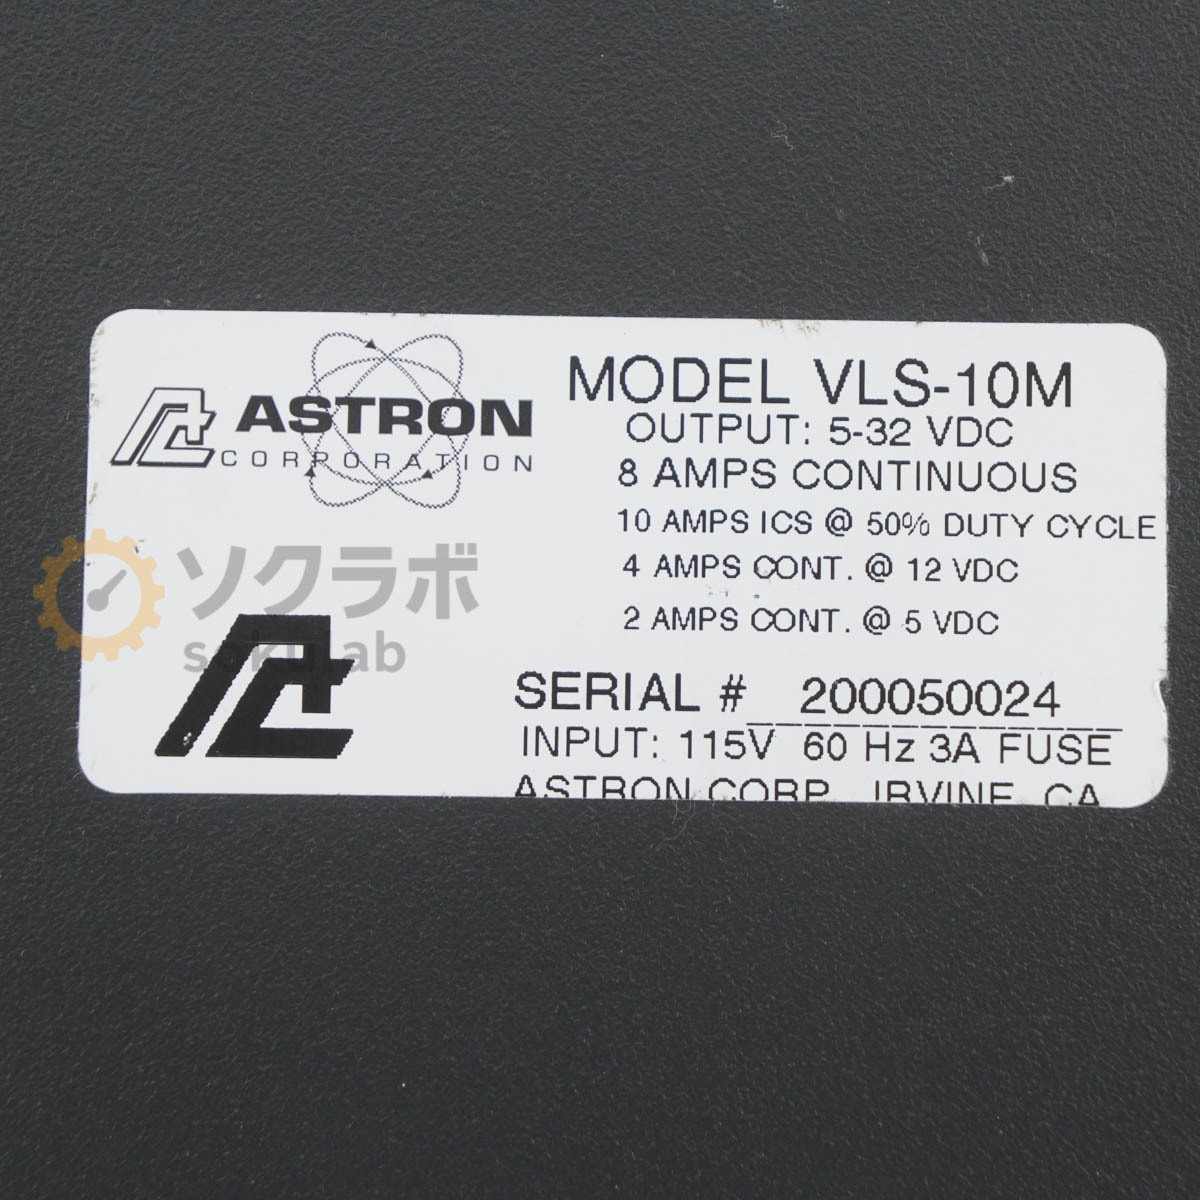 ASTRON
CORPORATION
MODEL VLS-10M
OUTPUT: 5-32 VDC
8 AMPS CONTINUOUS
10 AMPS ICS @ 50% DUTY CYCLE
4 AMPS CONT. @ 12 VDC
2 AMPS CONT. @ 5 VDC
SERIAL # 200050024
INPUT: 115V 60 Hz 3A FUSE
ASTRON CORP. IRVINE, CA
ソクラボ
sokulab